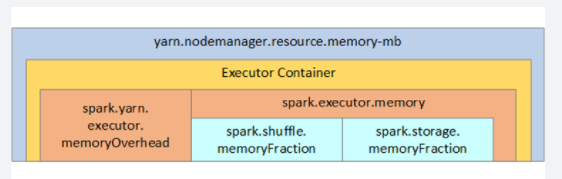 yarn.nodemanager.resource.memory-mb
Executor Container
spark.yarn.
executor.
memoryOverhead
spark.executor.memory
spark.shuffle.
memoryFraction
spark.storage.
memoryFraction